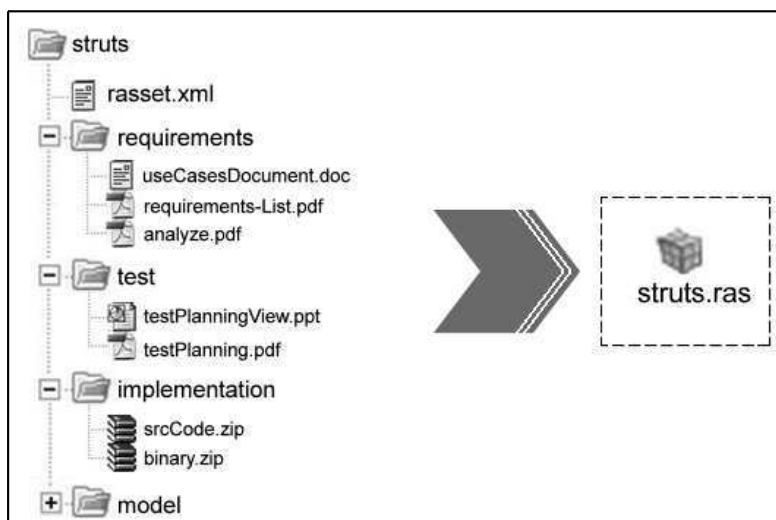 struts
rasset.xml
requirements
useCasesDocument.doc
requirements-List.pdf
analyze.pdf
test
testPlanningView.ppt
testPlanning.pdf
implementation
srcCode.zip
binary.zip
model
struts.ras